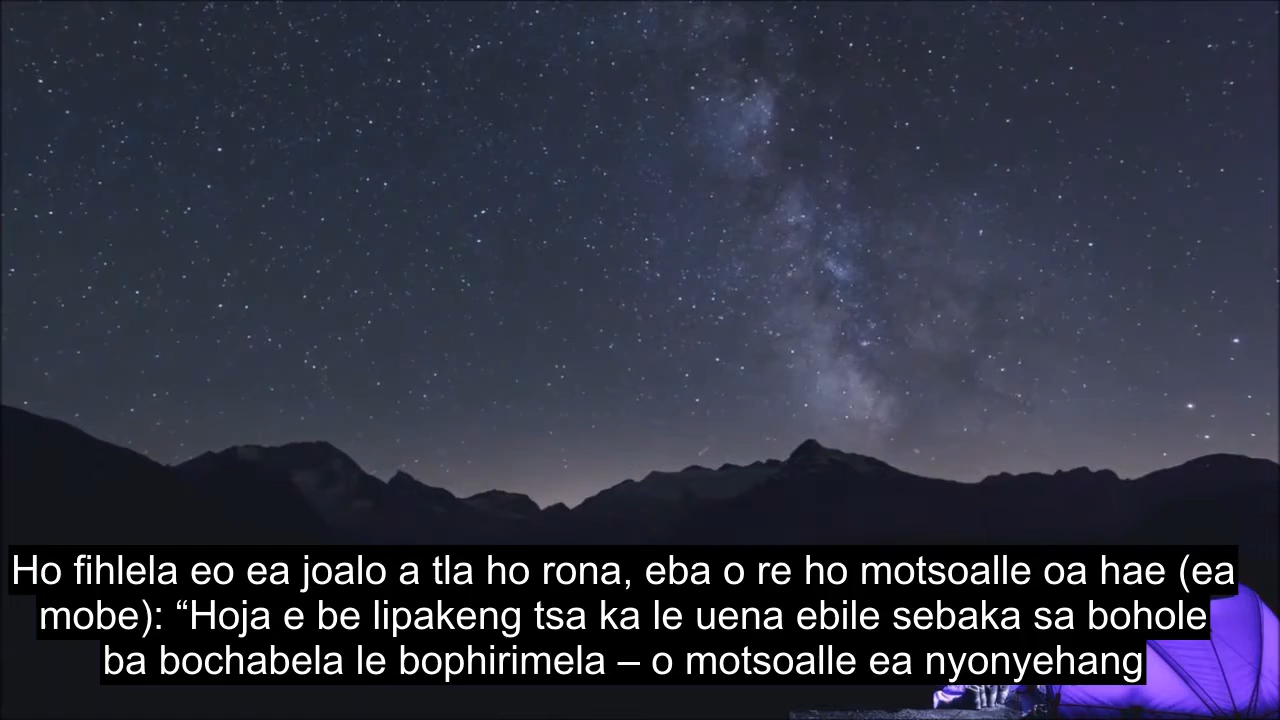 Ho fihlela eo ea joalo a tla ho rona, eba o re ho motsoalle oa hae (ea
mobe): “Hoja e be lipakeng tsa ka le uena ebile sebaka sa bohole
ba bochabela le bophirimela – o motsoalle ea nyonyehang